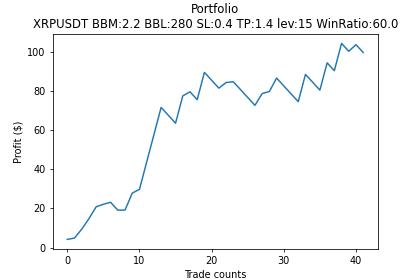 Portfolio
XRPUSDT BBM:2.2 BBL:280 SL:0.4 TP:1.4 lev:15 WinRatio:60.0
100
80
60
40
20
0
Profit ($)
0 10 20 30 40
Trade counts